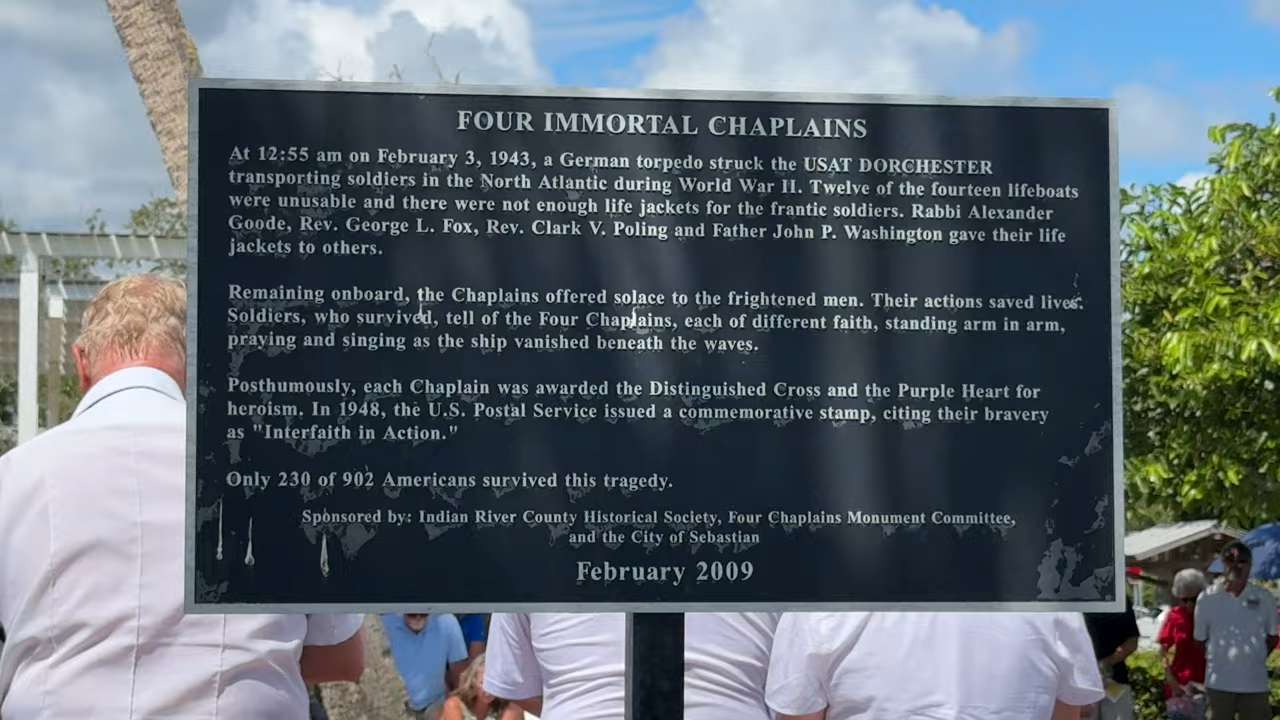 FOUR IMMORTAL CHAPLAINS
At 12:55 am on February 3, 1943, a German torpedo struck the USAT DORCHESTER
transporting soldiers in the North Atlantic during World War II. Twelve of the fourteen lifeboats
were unusable and there were not enough life jackets for the frantic soldiers. Rabbi Alexander
Goode, Rev. George L. Fox, Rev. Clark V. Poling and Father John P. Washington gave their life
jackets to others.
Remaining onboard, the Chaplains offered solace to the frightened men. Their actions saved lives.
Soldiers, who survived, tell of the Four Chaplains, each of different faith, standing arm in arm,
praying and singing as the ship vanished beneath the waves.
Posthumously, each Chaplain was awarded the Distinguished Cross and the Purple Heart for
heroism. In 1948, the U.S. Postal Service issued a commemorative stamp, citing their bravery
as "Interfaith in Action."
Only 230 of 902 Americans survived this tragedy.
Sponsored by: Indian River County Historical Society, Four Chaplains Monument Committee,
and the City of Sebastian
February 2009